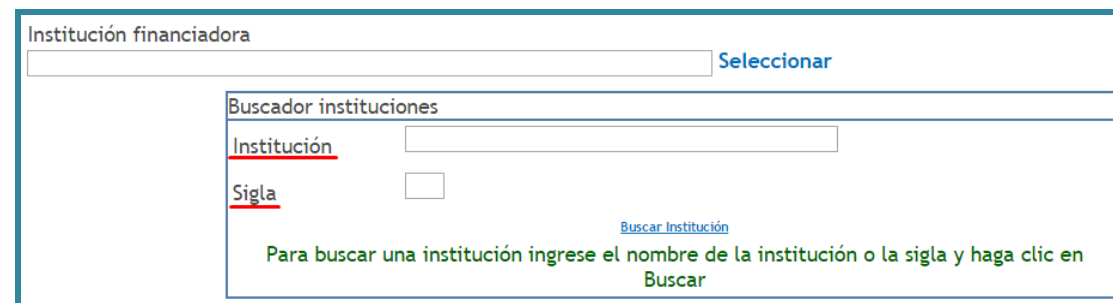 Institución financiadora
Seleccionar
Buscador instituciones
Institución
Sigla
Buscar Institución
Para buscar una institución ingrese el nombre de la institución o la sigla y haga clic en
Buscar